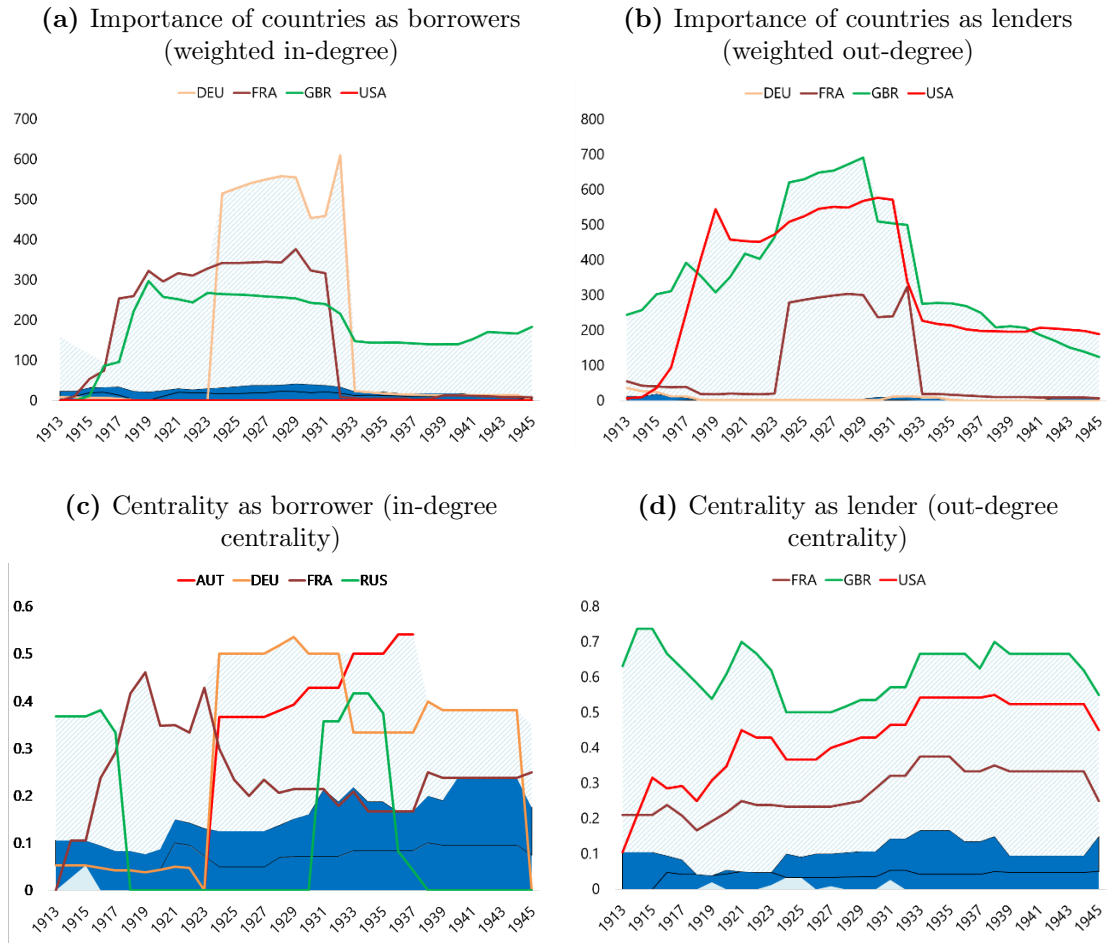 (a) Importance of countries as borrowers
(weighted in-degree)
DEU FRA GBR USA
700
600
500
400
300
200
100
0
1913 1915 1917 1919 1921 1923 1925 1927 1929 1931 1933 1935 1937 1939 1941 1943 1945
(b) Importance of countries as lenders
(weighted out-degree)
DEU FRA GBR USA
800
700
600
500
400
300
200
100
0
1913 1915 1917 1919 1921 1923 1925 1927 1929 1931 1933 1935 1937 1939 1941 1943 1945
(c) Centrality as borrower (in-degree
centrality)
AUT DEU FRA RUS
0.6
0.5
0.4
0.3
0.2
0.1
0
1913 1915 1917 1919 1921 1923 1925 1927 1929 1931 1933 1935 1937 1939 1941 1943 1945
(d) Centrality as lender (out-degree
centrality)
FRA GBR USA
0.8
0.7
0.6
0.5
0.4
0.3
0.2
0.1
0
1913 1915 1917 1919 1921 1923 1925 1927 1929 1931 1933 1935 1937 1939 1941 1943 1945